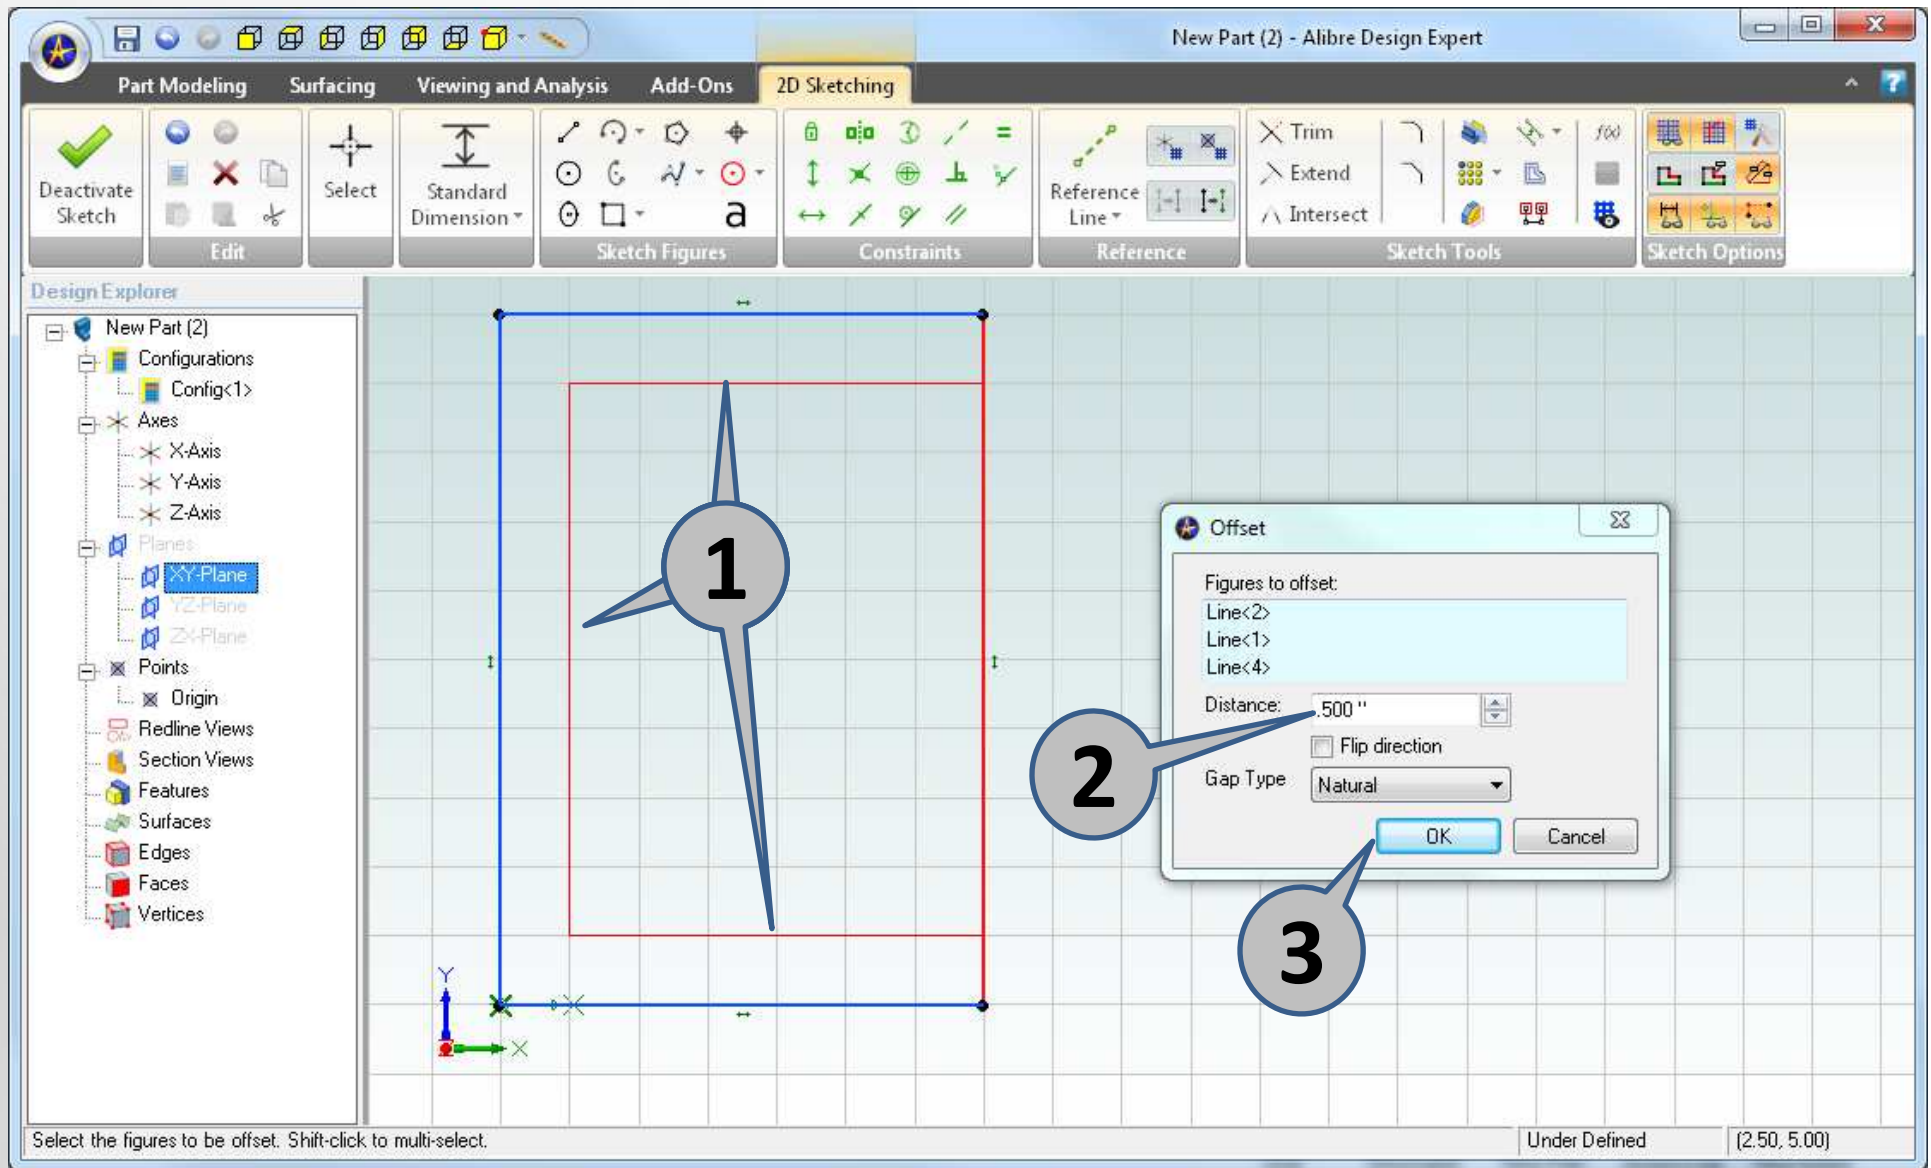 New Part (2) - Alibre Design Expert
Part Modeling Surfacing Viewing and Analysis Add-Ons 2D Sketching
Deactivate Sketch
Edit
Select
Standard Dimension
a
Sketch Figures
Constraints
Reference Line
Reference
Trim
Extend
Intersect
f(x)
Sketch Tools
Sketch Options
Design Explorer
New Part (2)
Configurations
Config<1>
Axes
X-Axis
Y-Axis
Z-Axis
Planes
XY-Plane
YZ-Plane
ZX-Plane
Points
Origin
Redline Views
Section Views
Features
Surfaces
Edges
Faces
Vertices
1
Y
X
Offset
Figures to offset:
Line<2>
Line<1>
Line<4>
Distance: .500 "
Flip direction
Gap Type Natural
OK Cancel
2
3
Select the figures to be offset. Shift-click to multi-select.
Under Defined (2.50, 5.00)